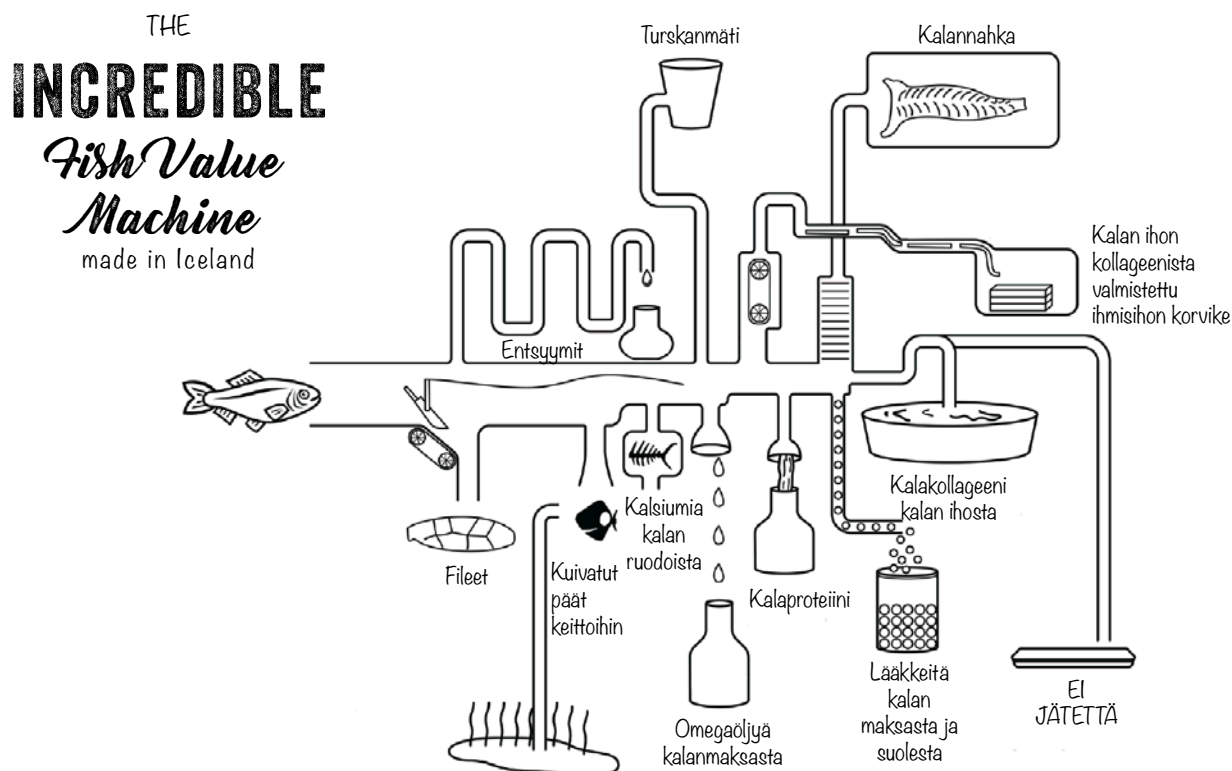 THE
INCREDIBLE
Fish Value
Machine
made in Iceland
Turskanmäti
Kalannahka
Kalan ihon
kollageenista
valmistettu
ihmisihon korvike
Entsyymit
Fileet
Kuivatut
päät
keittoihin
Kalsiumia
kalan
ruodoista
Omegaöljyä
kalanmaksasta
Kalaproteiini
Kalakollageeni
kalan ihosta
Lääkkeitä
kalan
maksasta ja
suolesta
EI
JÄTETTÄ